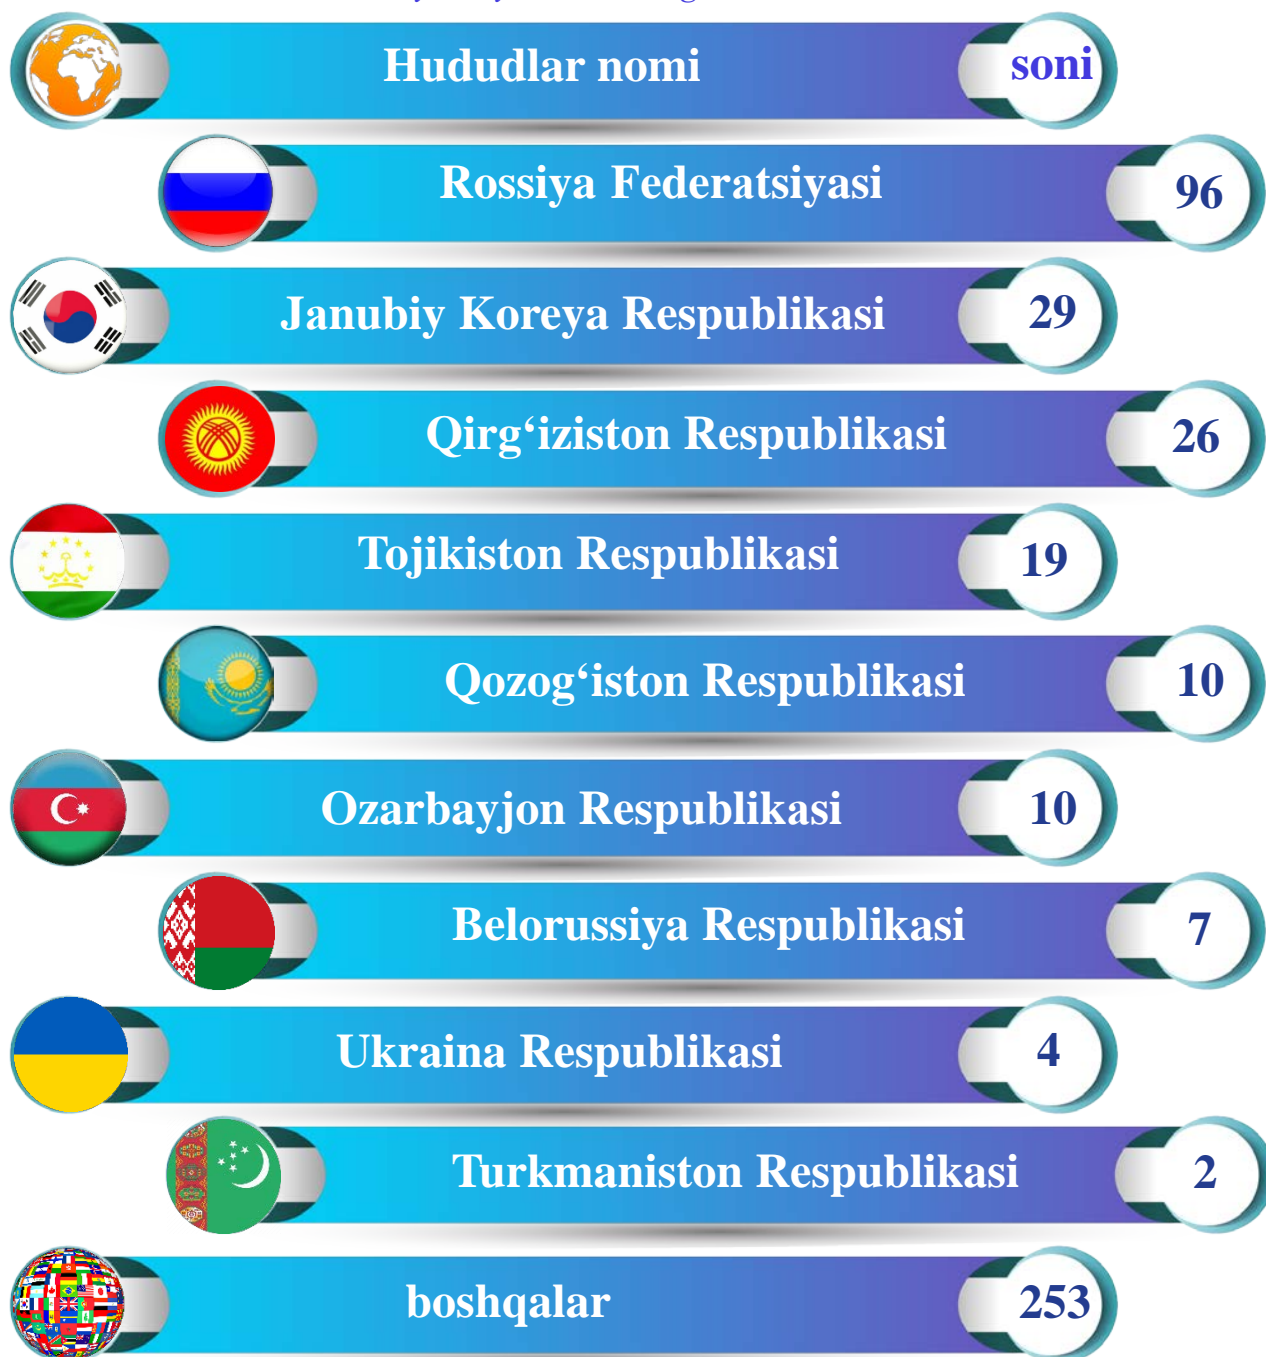 Hududlar nomi soni
Rossiya Federatsiyasi 96
Janubiy Koreya Respublikasi 29
Qirg‘iziston Respublikasi 26
Tojikiston Respublikasi 19
Qozog‘iston Respublikasi 10
Ozarbayjon Respublikasi 10
Belorussiya Respublikasi 7
Ukraina Respublikasi 4
Turkmaniston Respublikasi 2
boshqalar 253